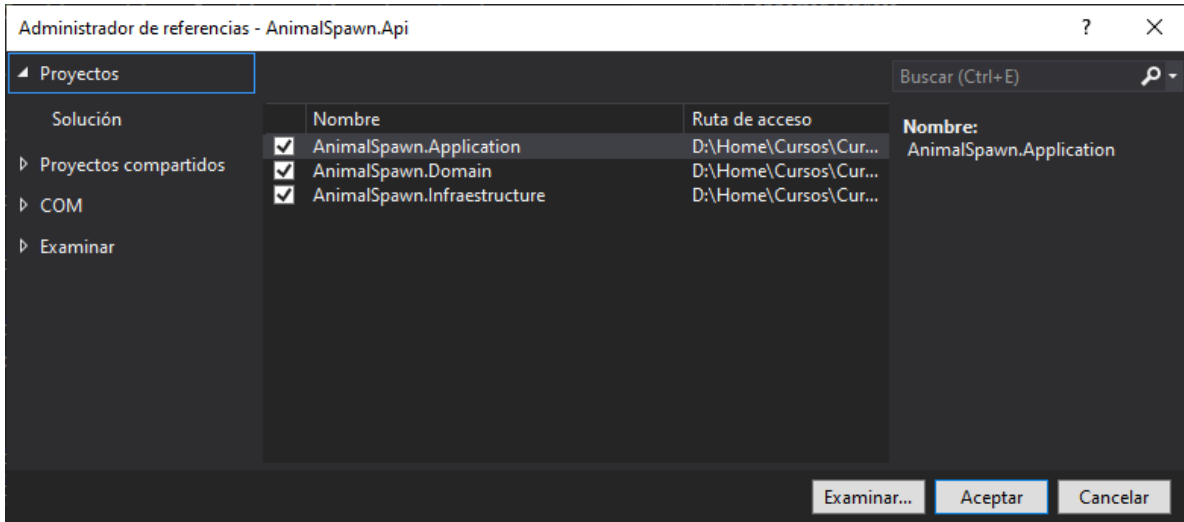 Administrador de referencias - AnimalSpawn.Api
?
Proyectos
Buscar (Ctrl+E)
Solución
Proyectos compartidos
COM
Examinar
Nombre Ruta de acceso
AnimalSpawn.Application D:\Home\Cursos\Cur...
AnimalSpawn.Domain D:\Home\Cursos\Cur...
AnimalSpawn.Infraestructure D:\Home\Cursos\Cur...
Nombre:
AnimalSpawn.Application
Examinar... Aceptar Cancelar